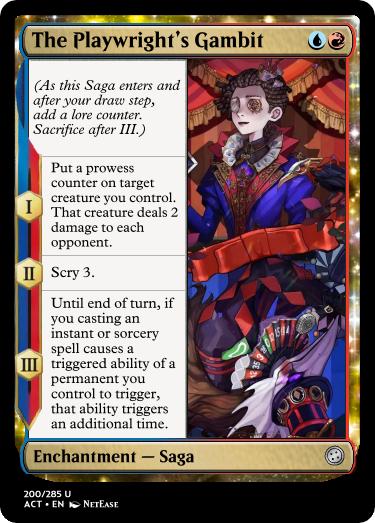 The Playwright's Gambit
(As this Saga enters and
after your draw step,
add a lore counter.
Sacrifice after III.)
I
Put a prowess
counter on target
creature you control.
That creature deals 2
damage to each
opponent.
II
Scry 3.
III
Until end of turn, if
you casting an
instant or sorcery
spell causes a
triggered ability of a
permanent you
control to trigger,
that ability triggers
an additional time.
Enchantment — Saga
200/285 U
ACT • EN NetEase